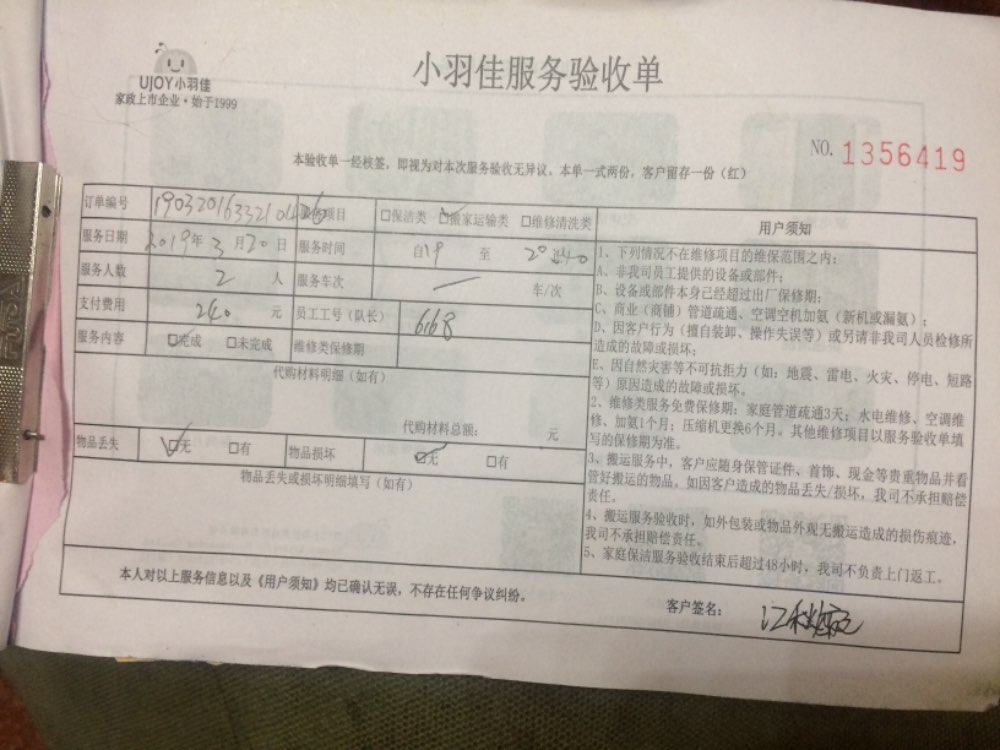 UJOY小羽佳
家政上市企业·始于1999
小羽佳服务验收单
NO. 1356419
本验收单一经核签，即视为对本次服务验收无异议。本单一式两份，客户留存一份（红）
订单编号 项目 □保洁类 □搬家运输类 □维修清洗类
服务日期 2019年3月20日 服务时间 自19 至 20
服务人数 2 人 服务车次 车/次
支付费用 240 元 员工工号（队长） 6168
服务内容 □完成 □未完成 维修类保修期
代购材料明细（如有）
代购材料总额： 元
物品丢失 □无 □有 物品损坏 □无 □有
物品丢失或损坏明细填写（如有）
用户须知
1、下列情况不在维修项目的维保范围之内：
A、非我司员工提供的设备或部件；
B、设备或部件本身已经超过出厂保修期；
C、商业（商铺）管道疏通、空调空机加氨（新机或漏氨）；
D、因客户行为（擅自装卸、操作失误等）或另请非我司人员检修所
造成的故障或损坏；
E、因自然灾害等不可抗拒力（如：地震、雷电、火灾、停电、短路
等）原因造成的故障或损坏。
2、维修类服务免费保修期：家庭管道疏通3天；水电维修、空调维
修、加氨1个月；压缩机更换6个月。其他维修项目以服务验收单填
写的保修期为准。
3、搬运服务中，客户应随身保管证件、首饰、现金等贵重物品并看
管好搬运的物品。如因客户造成的物品丢失/损坏，我司不承担赔偿
责任。
4、搬运服务验收时，如外包装或物品外观无搬运造成的损伤痕迹，
我司不承担赔偿责任。
5、家庭保洁服务验收结束后超过48小时，我司不负责上门返工。
本人对以上服务信息以及《用户须知》均已确认无误，不存在任何争议纠纷。
客户签名：